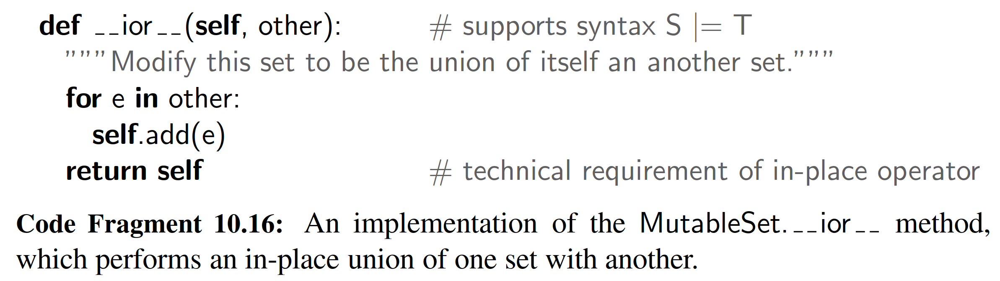 def __ior__(self, other): # supports syntax S |= T
"""Modify this set to be the union of itself an another set."""
for e in other:
self.add(e)
return self # technical requirement of in-place operator
Code Fragment 10.16: An implementation of the MutableSet.__ior__ method,
which performs an in-place union of one set with another.